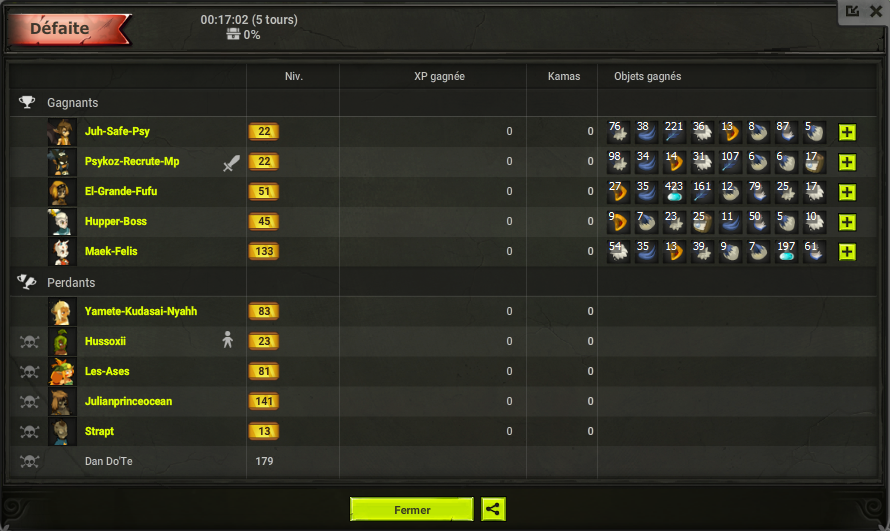 Défaite
00:17:02 (5 tours)
0%
Niv. XP gagnée Kamas Objets gagnés
Gagnants
Juh-Safe-Psy 22 0 0 76 38 221 36 13 8 87 5
Psykoz-Recrute-Mp 22 0 0 98 34 14 31 107 6 6 17
El-Grande-Fufu 51 0 0 27 35 423 161 12 79 25 17
Hupper-Boss 45 0 0 9 7 23 25 11 50 5 10
Maek-Felis 133 0 0 54 35 13 39 9 7 197 61
Perdants
Yamete-Kudasai-Nyahh 83 0 0
Hussoxii 23 0 0
Les-Ases 81 0 0
Julianprinceocean 141 0 0
Strapt 13 0 0
Dan Do'Te 179 0 0
Fermer